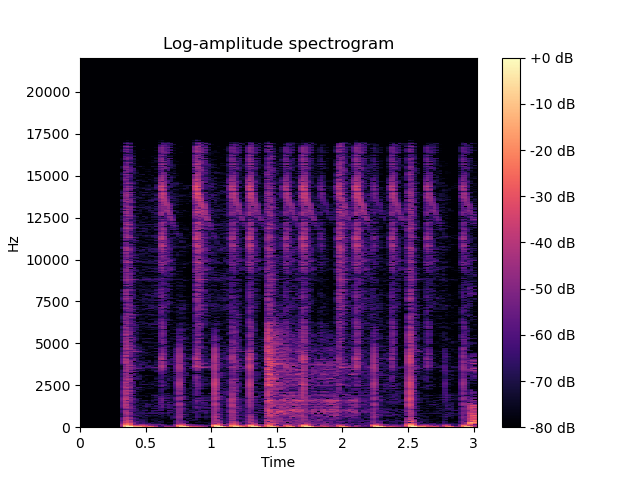 Log-amplitude spectrogram
Hz
20000
17500
15000
12500
10000
7500
5000
2500
0
0 0.5 1 1.5 2 2.5 3
Time
+0 dB
-10 dB
-20 dB
-30 dB
-40 dB
-50 dB
-60 dB
-70 dB
-80 dB